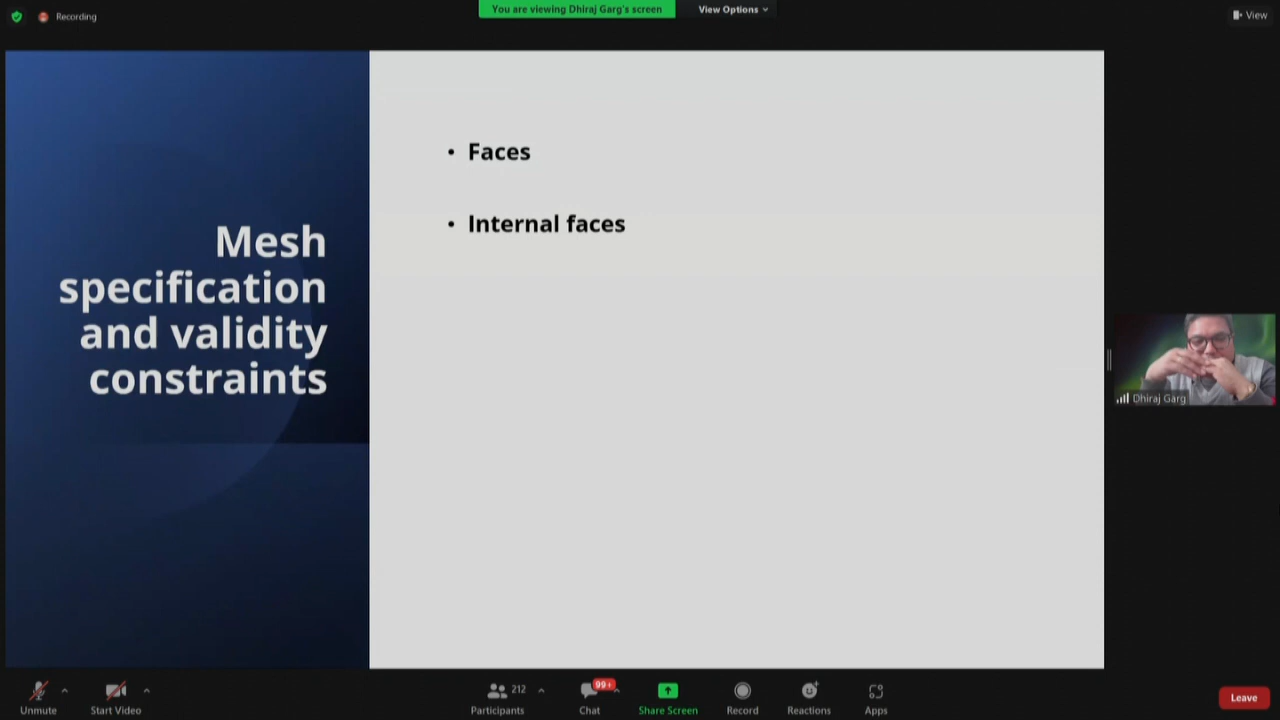 Recording
You are viewing Dhiraj Garg's screen
View Options
View
Mesh
specification
and validity
constraints
• Faces
• Internal faces
Dhiraj Garg
Unmute
Start Video
212
Participants
99+
Chat
Share Screen
Record
Reactions
Apps
Leave